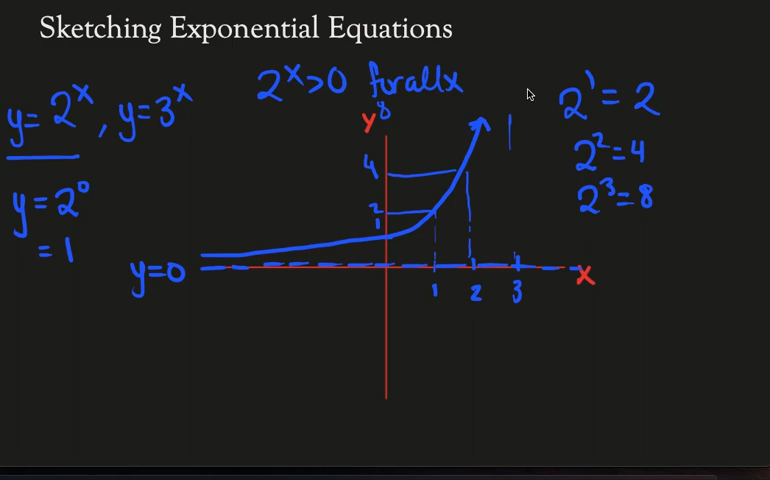 Sketching Exponential Equations
2^x>0 for all x
y=2^x, y=3^x
y=2^0
=1
2^1=2
2^2=4
2^3=8
y
8
4
2
1
y=0
x
1 2 3